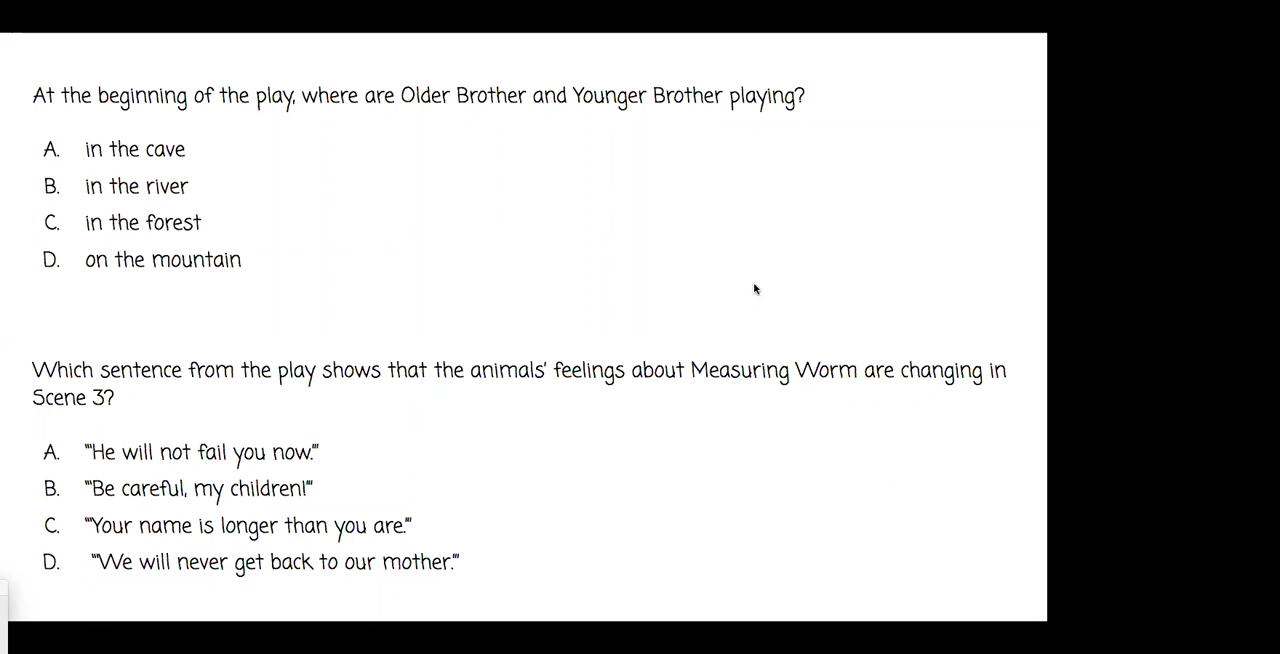 At the beginning of the play, where are Older Brother and Younger Brother playing?
A. in the cave
B. in the river
C. in the forest
D. on the mountain
Which sentence from the play shows that the animals' feelings about Measuring Worm are changing in
Scene 3?
A. "'He will not fail you now.'"
B. "'Be careful, my children!'"
C. "'Your name is longer than you are.'"
D. "'We will never get back to our mother.'"